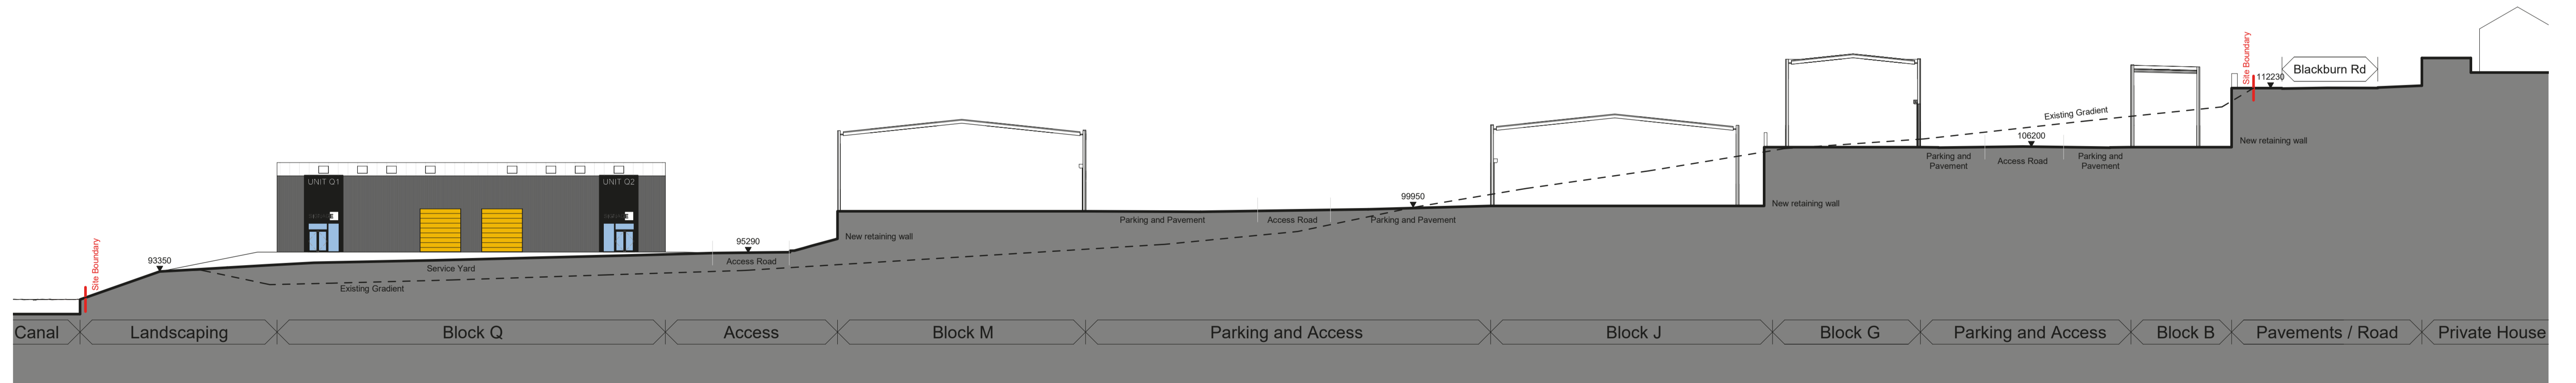 Site Boundary
Blackburn Rd
112230
Existing Gradient
106200
New retaining wall
Parking and
Pavement
Access Road
Parking and
Pavement
UNIT Q1
UNIT Q2
99950
New retaining wall
Parking and Pavement
Access Road
Parking and Pavement
New retaining wall
95290
Access Road
Site Boundary
93350
Service Yard
Existing Gradient
Canal
Landscaping
Block Q
Access
Block M
Parking and Access
Block J
Block G
Parking and Access
Block B
Pavements / Road
Private House